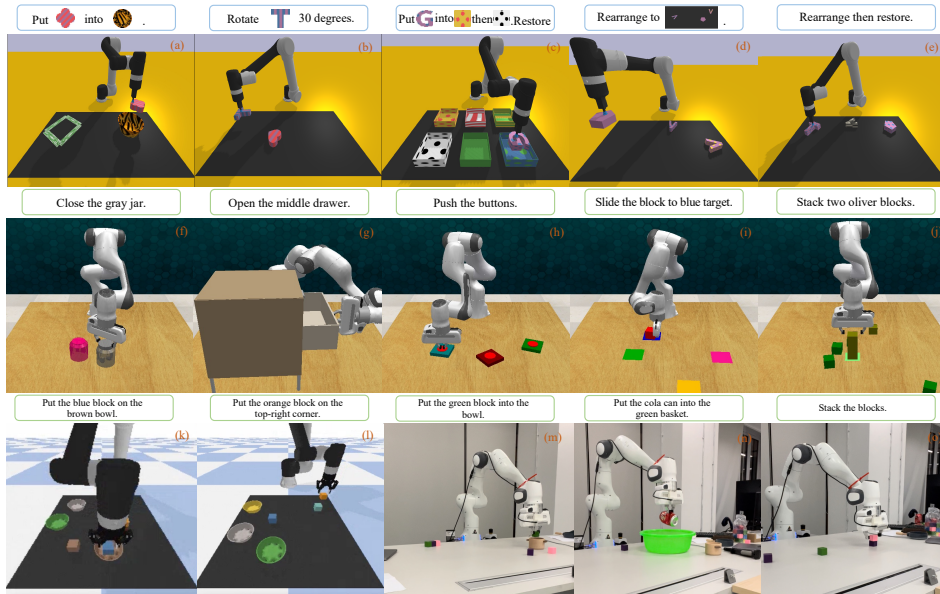 Put into .
Rotate 30 degrees.
Put into then .Restore
Rearrange to .
Rearrange then restore.
(a)
(b)
(c)
(d)
(e)
Close the gray jar.
Open the middle drawer.
Push the buttons.
Slide the block to blue target.
Stack two oliver blocks.
(f)
(g)
(h)
(i)
(j
Put the blue block on the
brown bowl.
Put the orange block on the
top-right corner.
Put the green block into the
bowl.
Put the cola can into the
green basket.
Stack the blocks.
(k)
(l)
(m)
(n)